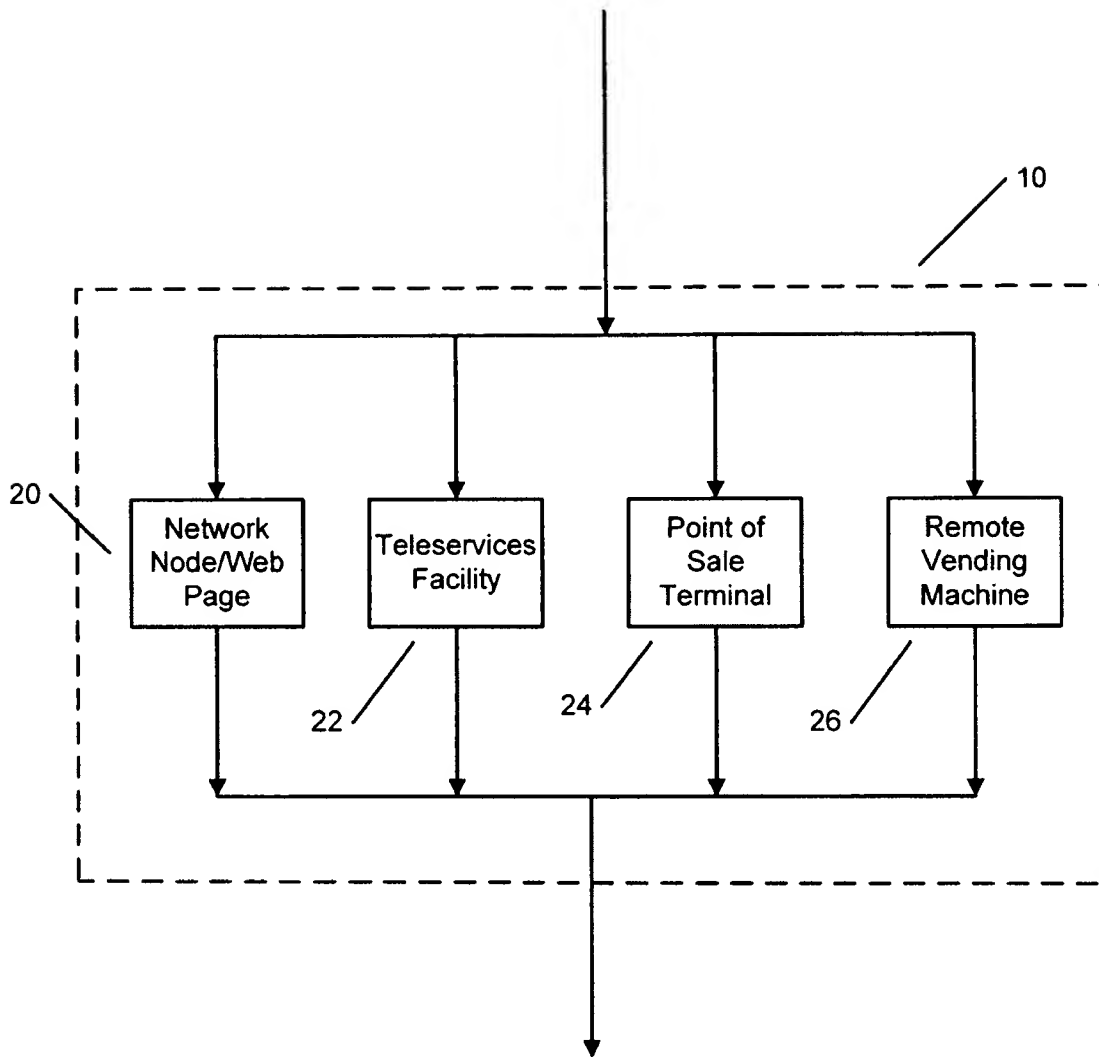 10
20
Network
Node/Web
Page
Teleservices
Facility
Point of
Sale
Terminal
Remote
Vending
Machine
22
24
26